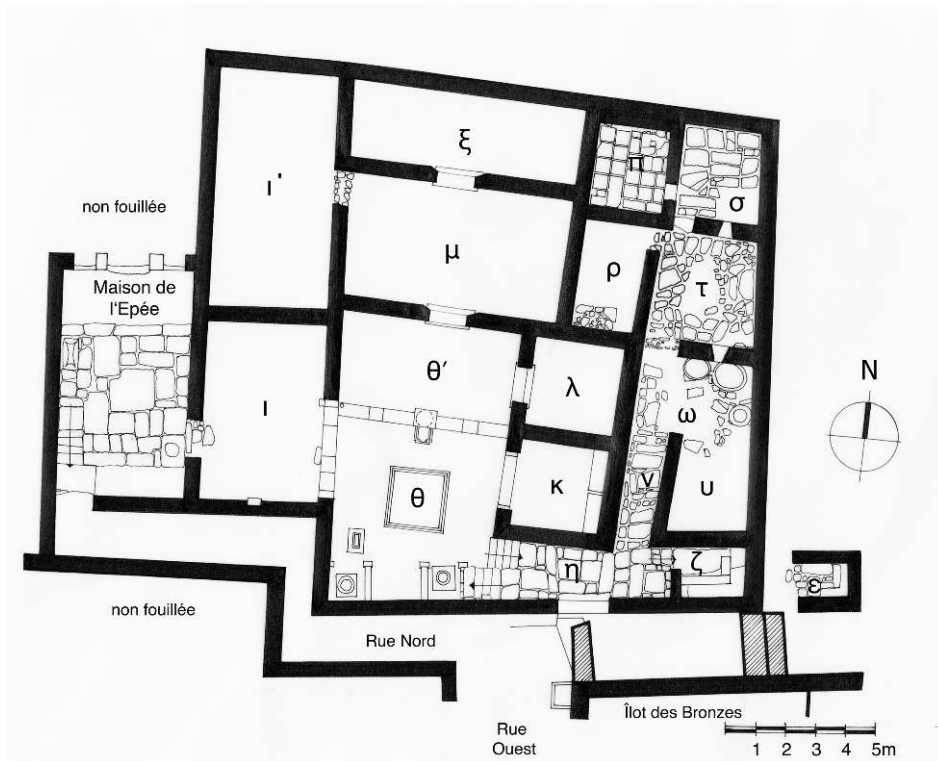 ξ
π
ι'
σ
non fouillée
μ
ρ
τ
Maison de
l'Epée
θ'
λ
N
ι
ω
κ
ν
υ
θ
η
ζ
ε
non fouillée
Rue Nord
Îlot des Bronzes
Rue
Ouest
1 2 3 4 5m